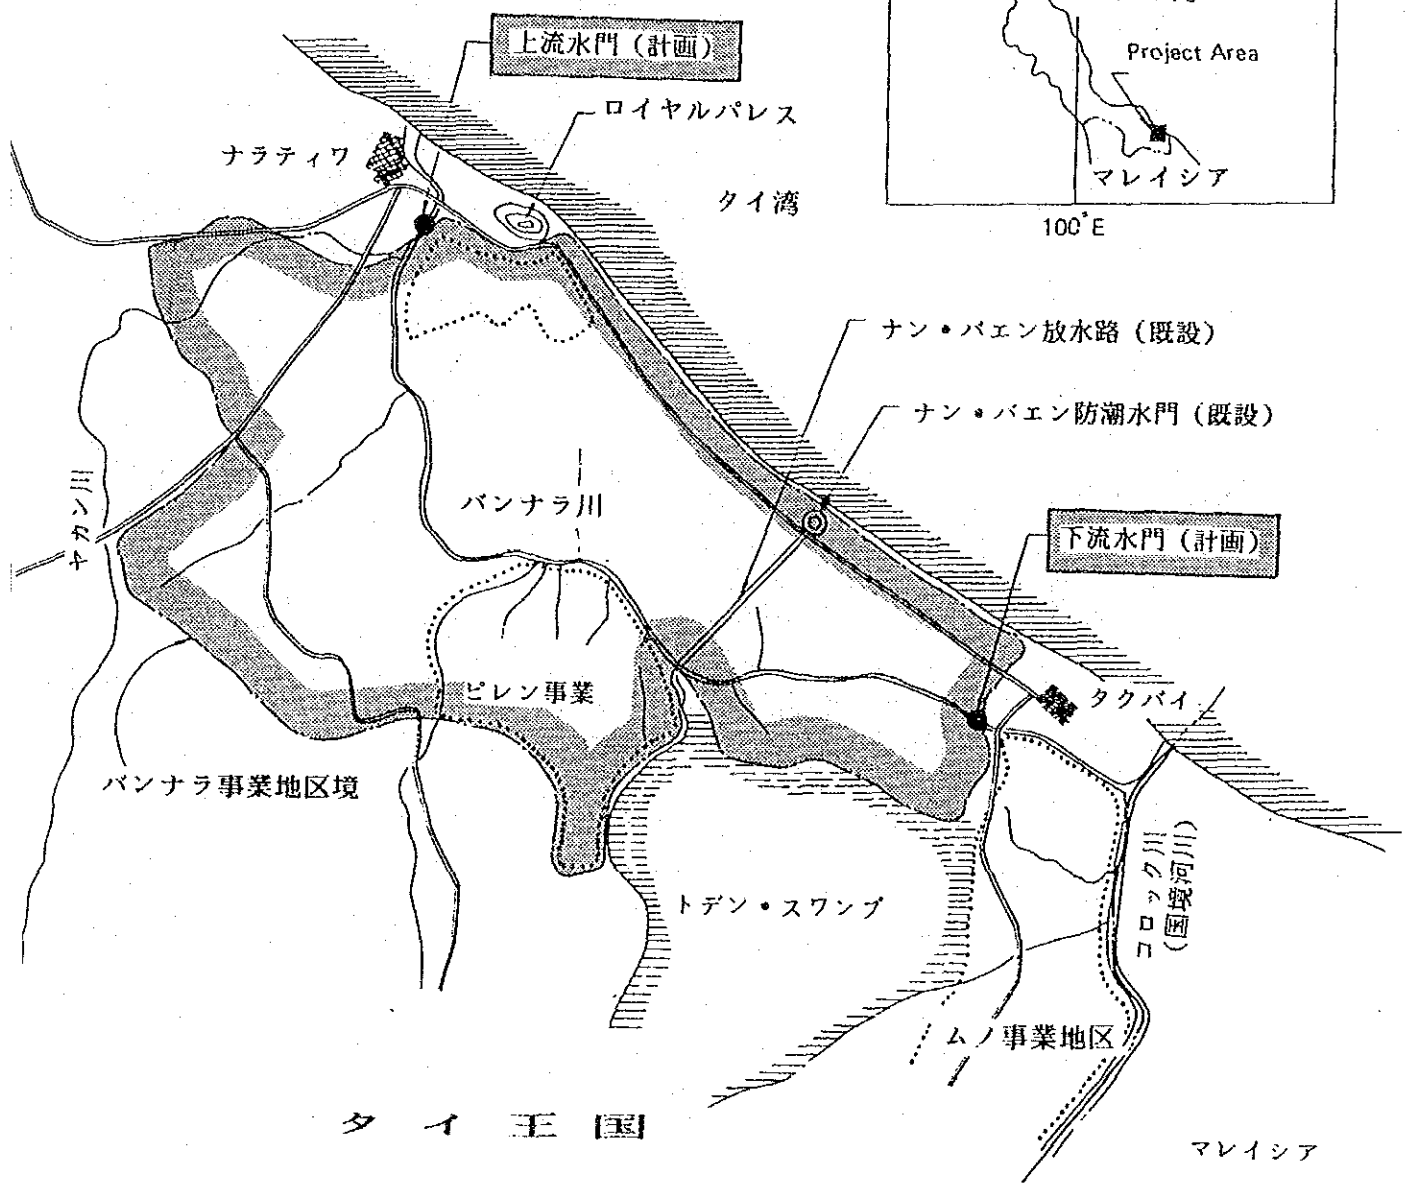 上流水門（計画）
ロイヤルパレス
ナラティワ
タイ湾
Project Area
マレイシア
100°E
ナン・バェン放水路（既設）
ナン・バェン防潮水門（既設）
ヤカン川
バンナラ川
下流水門（計画）
ピレン事業
タクバイ
バンナラ事業地区境
トデン・スワンプ
コロック川
（国境河川）
ムノ事業地区
タイ王国
マレイシア